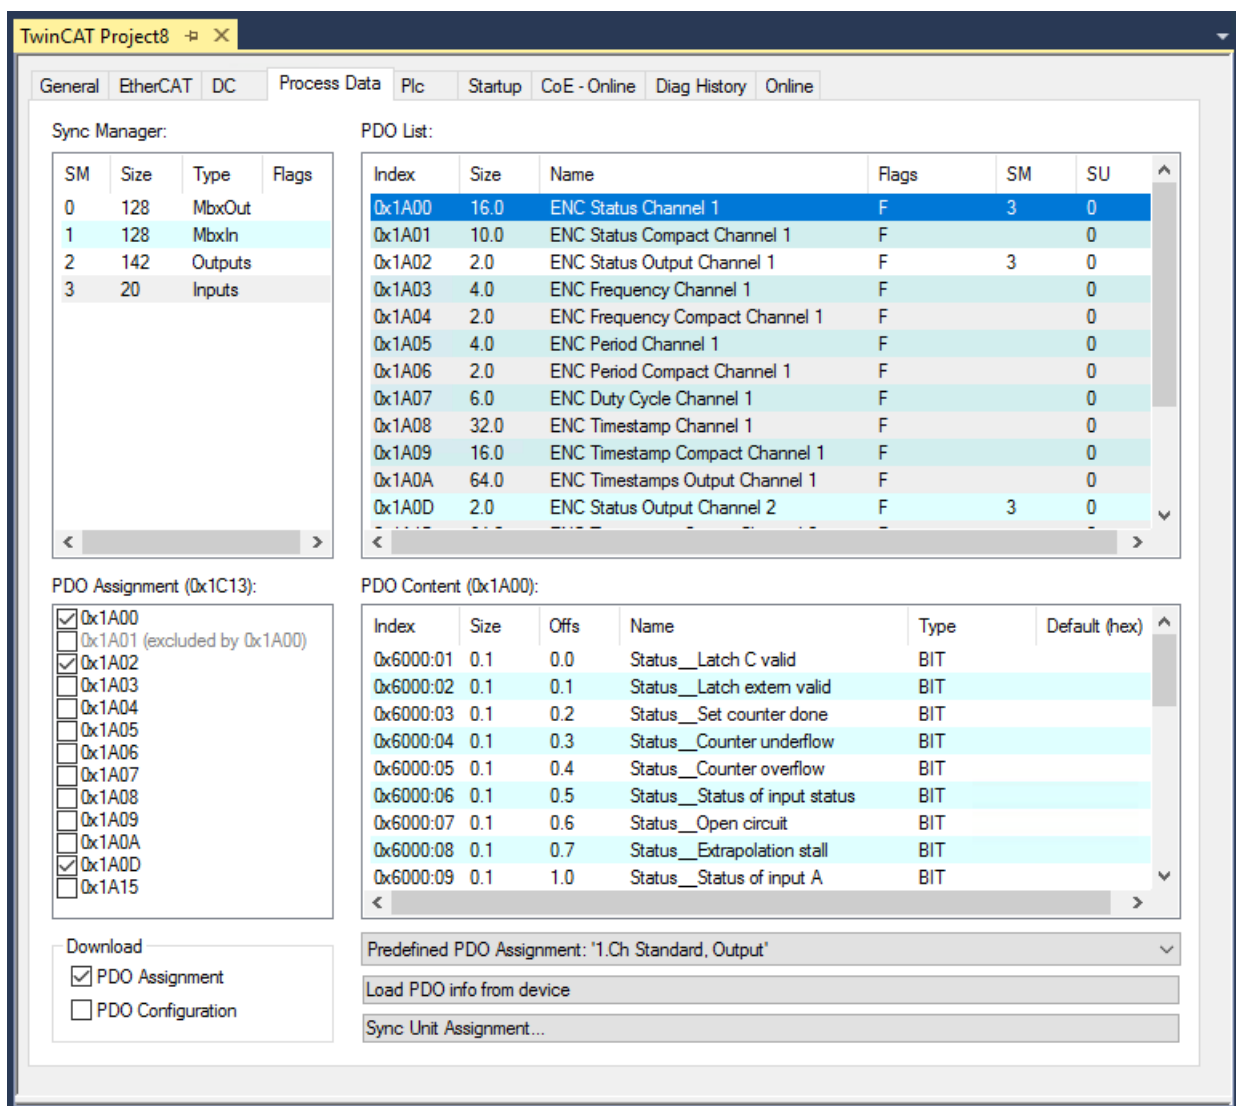 TwinCAT Project8
General EtherCAT DC Process Data Plc Startup CoE - Online Diag History Online
Sync Manager:
SM Size Type Flags
0 128 MbxOut
1 128 MbxIn
2 142 Outputs
3 20 Inputs
PDO List:
Index Size Name Flags SM SU
0x1A00 16.0 ENC Status Channel 1 F 3 0
0x1A01 10.0 ENC Status Compact Channel 1 F 0
0x1A02 2.0 ENC Status Output Channel 1 F 3 0
0x1A03 4.0 ENC Frequency Channel 1 F 0
0x1A04 2.0 ENC Frequency Compact Channel 1 F 0
0x1A05 4.0 ENC Period Channel 1 F 0
0x1A06 2.0 ENC Period Compact Channel 1 F 0
0x1A07 6.0 ENC Duty Cycle Channel 1 F 0
0x1A08 32.0 ENC Timestamp Channel 1 F 0
0x1A09 16.0 ENC Timestamp Compact Channel 1 F 0
0x1A0A 64.0 ENC Timestamps Output Channel 1 F 0
0x1A0D 2.0 ENC Status Output Channel 2 F 3 0
PDO Assignment (0x1C13):
0x1A00
0x1A01 (excluded by 0x1A00)
0x1A02
0x1A03
0x1A04
0x1A05
0x1A06
0x1A07
0x1A08
0x1A09
0x1A0A
0x1A0D
0x1A15
PDO Content (0x1A00):
Index Size Offs Name Type Default (hex)
0x6000:01 0.1 0.0 Status__Latch C valid BIT
0x6000:02 0.1 0.1 Status__Latch extern valid BIT
0x6000:03 0.1 0.2 Status__Set counter done BIT
0x6000:04 0.1 0.3 Status__Counter underflow BIT
0x6000:05 0.1 0.4 Status__Counter overflow BIT
0x6000:06 0.1 0.5 Status__Status of input status BIT
0x6000:07 0.1 0.6 Status__Open circuit BIT
0x6000:08 0.1 0.7 Status__Extrapolation stall BIT
0x6000:09 0.1 1.0 Status__Status of input A BIT
Download
PDO Assignment
PDO Configuration
Predefined PDO Assignment: '1.Ch Standard, Output'
Load PDO info from device
Sync Unit Assignment...